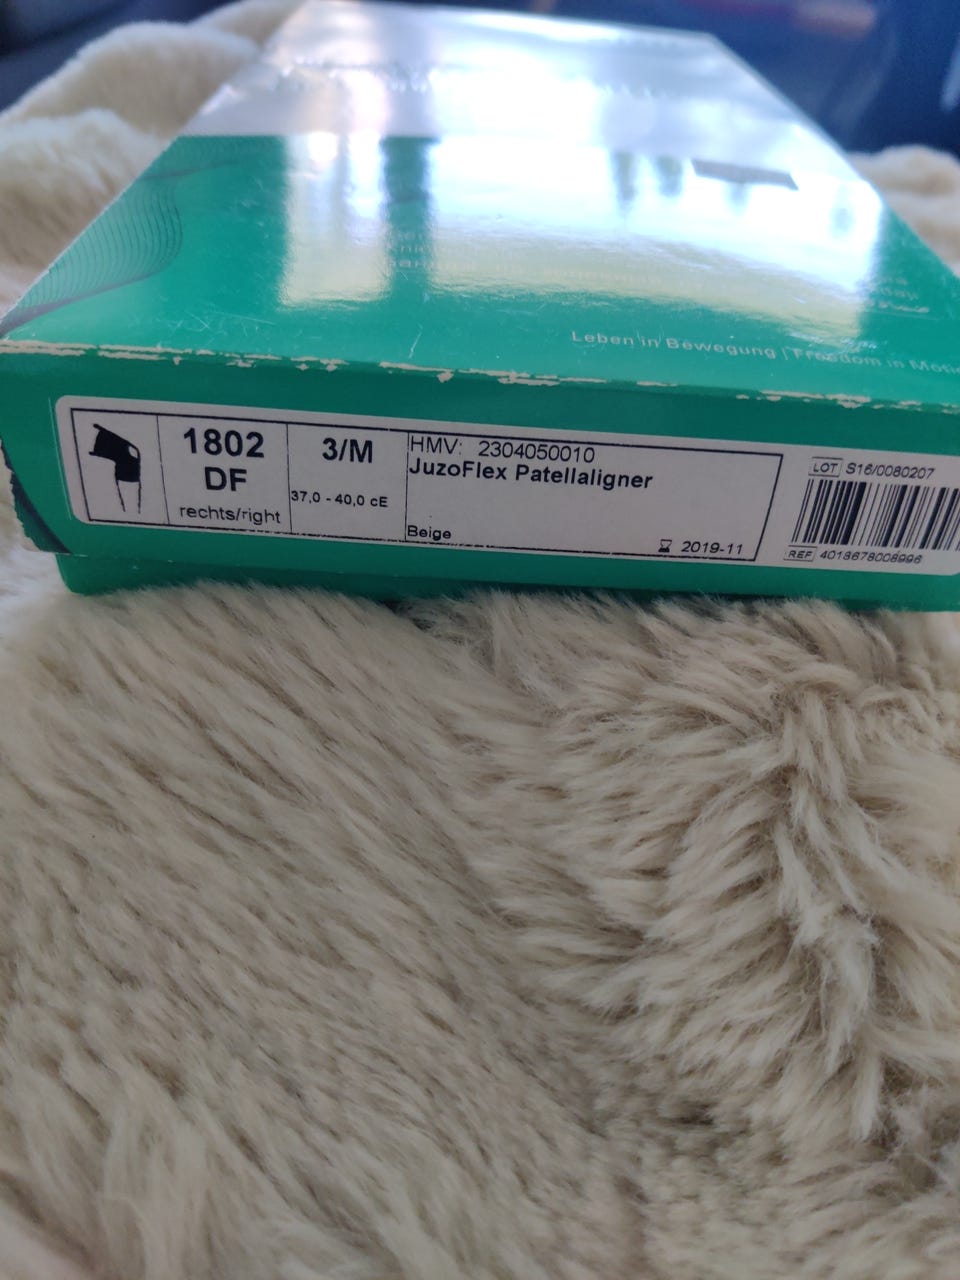 Leben in Bewegung | Freedom in Motion
1802
DF
rechts/right
3/M
37,0 - 40,0 cE
HMV: 2304050010
JuzoFlex Patellaligner
Beige
2019-11
LOT S16/0080207
REF 4013678008996